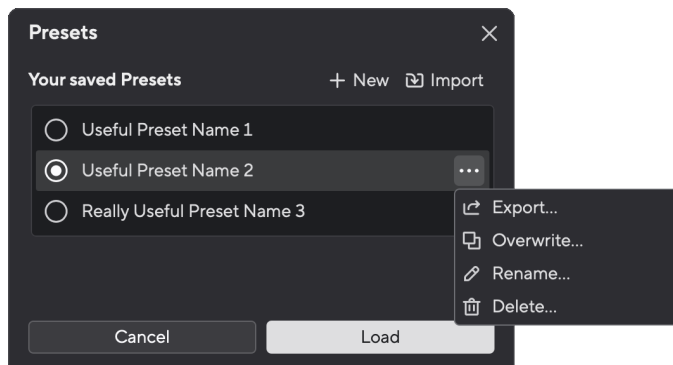 Presets
Your saved Presets
New
Import
Useful Preset Name 1
Useful Preset Name 2
Really Useful Preset Name 3
Export...
Overwrite...
Rename...
Delete...
Cancel
Load